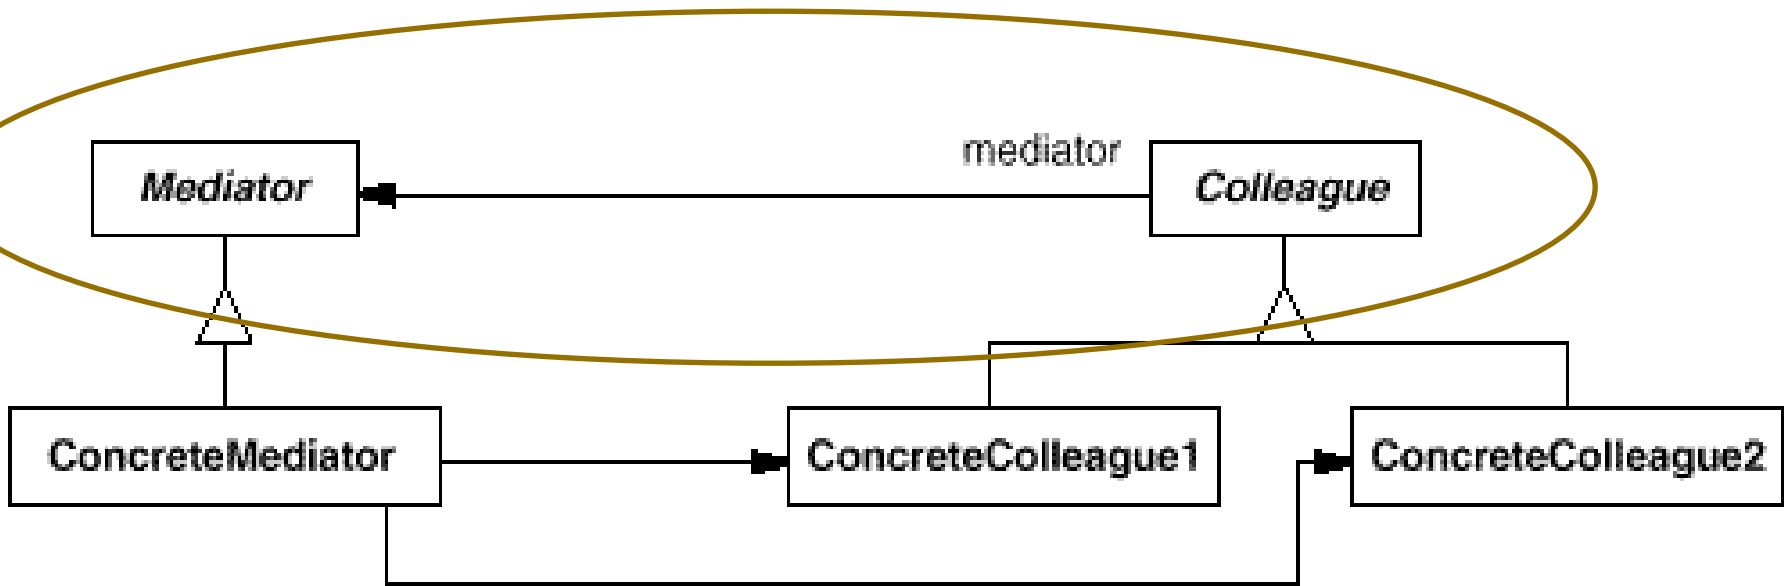 mediator
Mediator
Colleague
ConcreteMediator
ConcreteColleague1
ConcreteColleague2